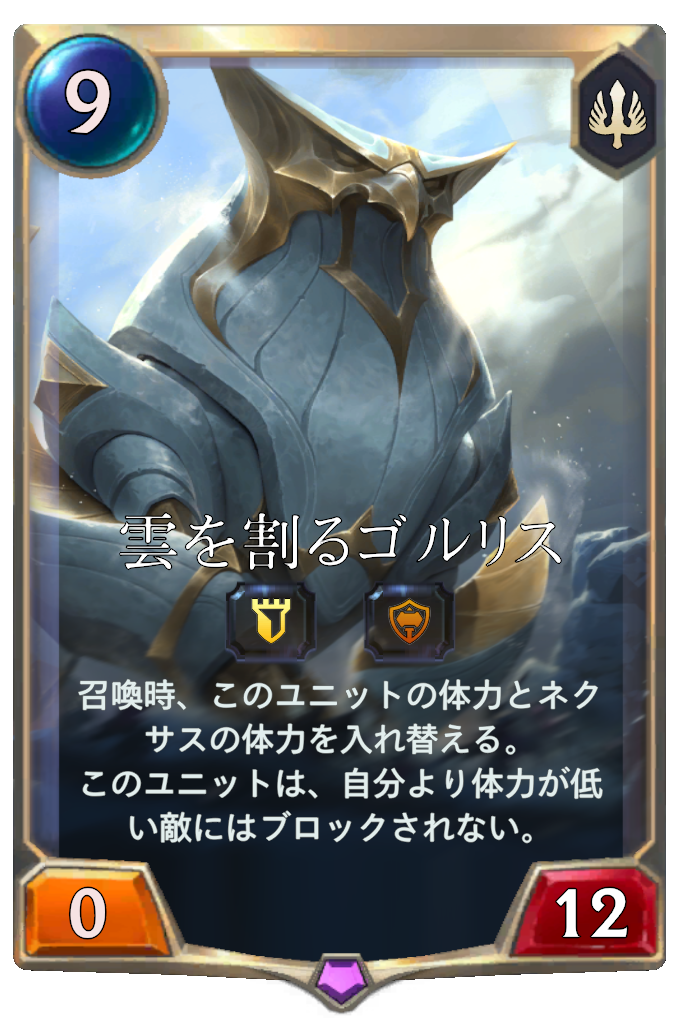 9
雲を割るゴルリス
召喚時、このユニットの体力とネク
サスの体力を入れ替える。
このユニットは、自分より体力が低
い敵にはブロックされない。
0
12